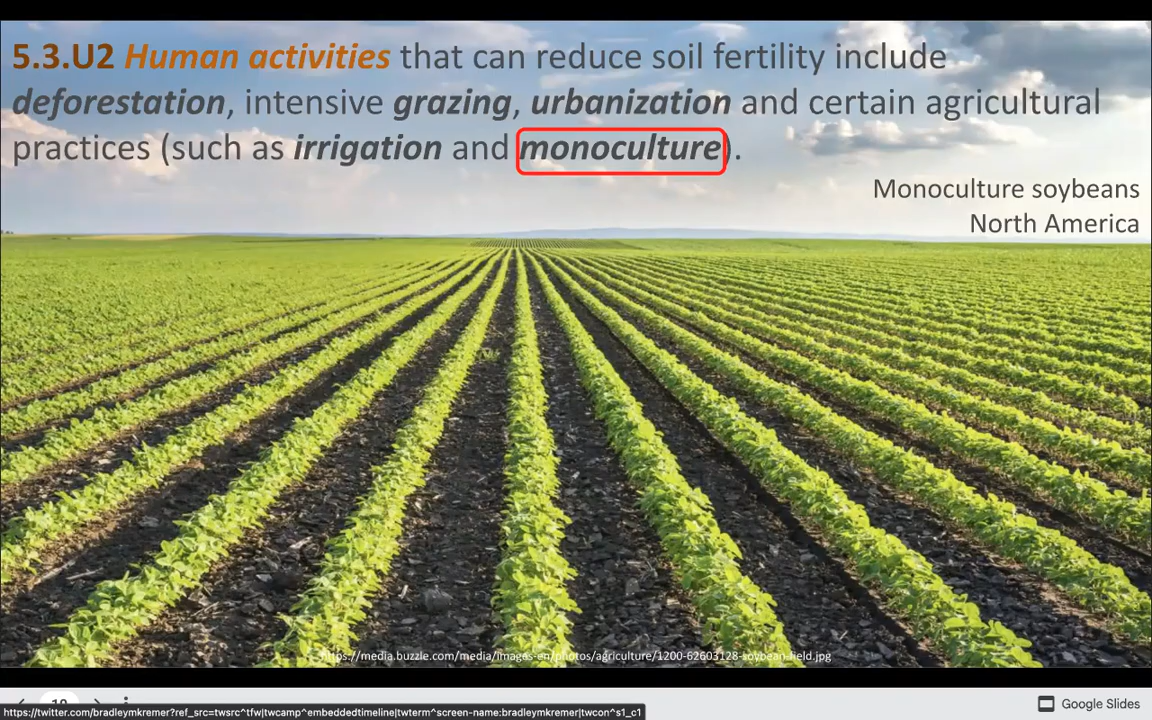 5.3.U2 Human activities that can reduce soil fertility include
deforestation, intensive grazing, urbanization and certain agricultural
practices (such as irrigation and monoculture).
Monoculture soybeans
North America
https://media.buzzle.com/media/images-en/photos/agriculture/1200-62603128-soybean-field.jpg
Google Slides
https://twitter.com/bradleymkremer?ref_src=twsrc^tfw|twcamp^embeddedtimeline|twterm^screen-name:bradleymkremer|twcon^s1_c1